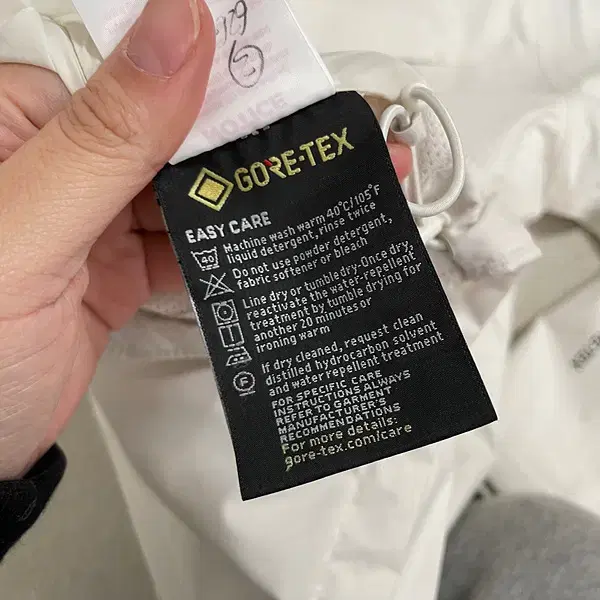 NOLICE
GORE-TEX
EASY CARE
40
Machine wash warm 40°C/105°F
liquid detergent, rinse twice
Do not use powder detergent,
fabric softener or bleach
Line dry or tumble dry-Once dry,
reactivate the water-repellent
treatment by tumble drying for
another 20 minutes or
ironing warm
F
If dry cleaned, request clean
distilled hydrocarbon solvent
and water repellent treatment
FOR SPECIFIC CARE
INSTRUCTIONS ALWAYS
REFER TO GARMENT
MANUFACTURER'S
RECOMMENDATIONS
For more details:
gore-tex.com/care